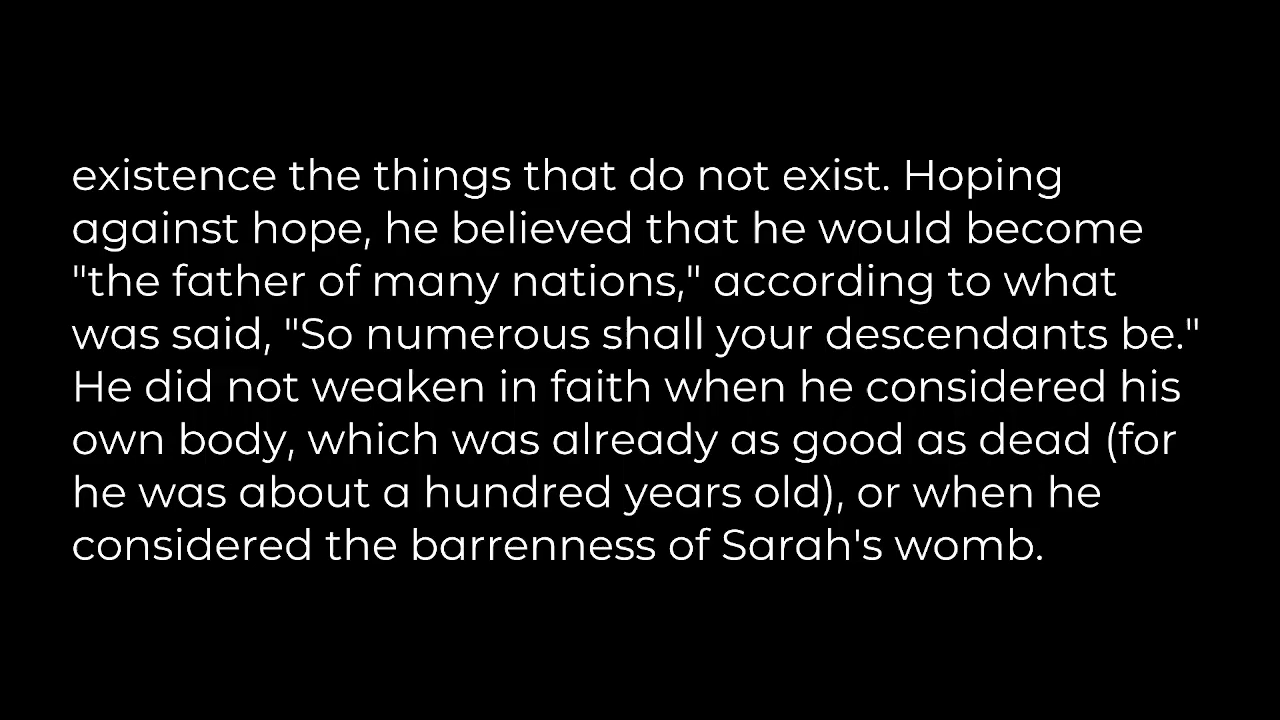 existence the things that do not exist. Hoping
against hope, he believed that he would become
"the father of many nations," according to what
was said, "So numerous shall your descendants be."
He did not weaken in faith when he considered his
own body, which was already as good as dead (for
he was about a hundred years old), or when he
considered the barrenness of Sarah's womb.